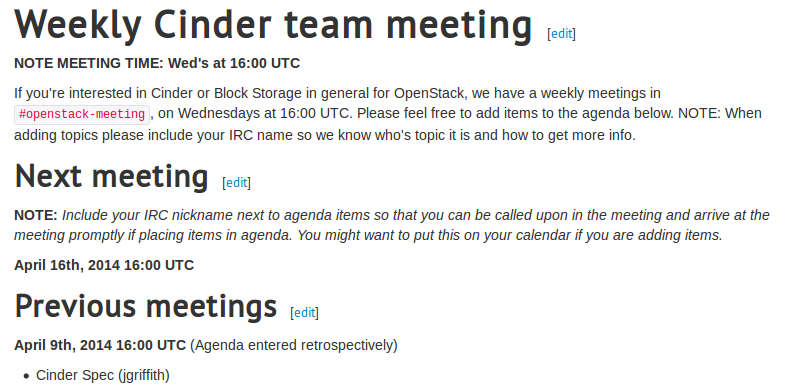 Weekly Cinder team meeting [edit]
NOTE MEETING TIME: Wed's at 16:00 UTC
If you're interested in Cinder or Block Storage in general for OpenStack, we have a weekly meetings in
#openstack-meeting, on Wednesdays at 16:00 UTC. Please feel free to add items to the agenda below. NOTE: When
adding topics please include your IRC name so we know who's topic it is and how to get more info.
Next meeting [edit]
NOTE: Include your IRC nickname next to agenda items so that you can be called upon in the meeting and arrive at the
meeting promptly if placing items in agenda. You might want to put this on your calendar if you are adding items.
April 16th, 2014 16:00 UTC
Previous meetings [edit]
April 9th, 2014 16:00 UTC (Agenda entered retrospectively)
• Cinder Spec (jgriffith)